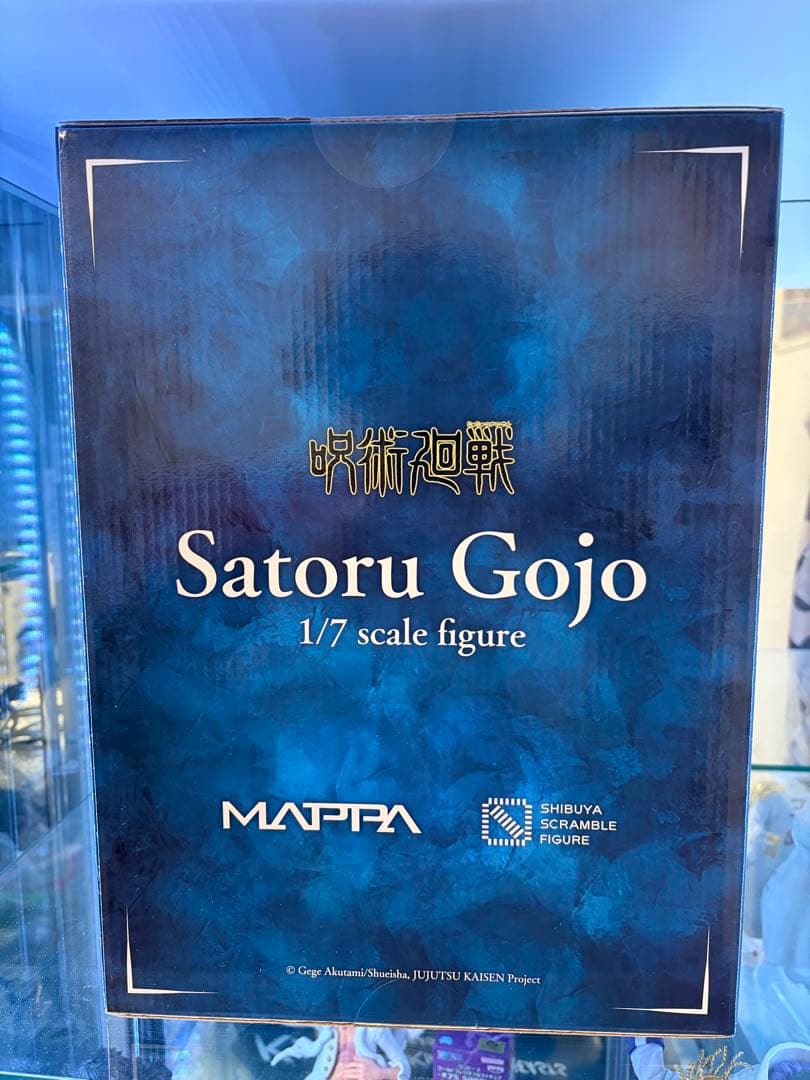 呪術廻戦
Satoru Gojo
1/7 scale figure
MAPPA
SHIBUYA
SCRAMBLE
FIGURE
© Gege Akutami/Shueisha, JUJUTSU KAISEN Project